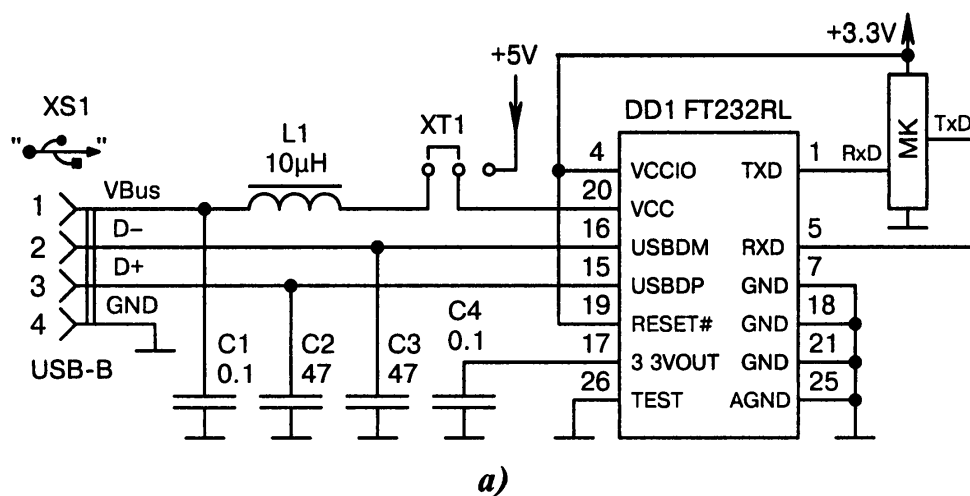 +3.3V
+5V
XS1
" "
L1
10µH
XT1
DD1 FT232RL
MK
TxD
RxD
1 VBus
2 D−
3 D+
4 GND
USB-B
4 VCCIO TXD 1
20 VCC
16 USBDM RXD 5
15 USBDP GND 7
19 RESET# GND 18
17 3 3VOUT GND 21
26 TEST AGND 25
C1
0.1
C2
47
C3
47
C4
0.1
a)